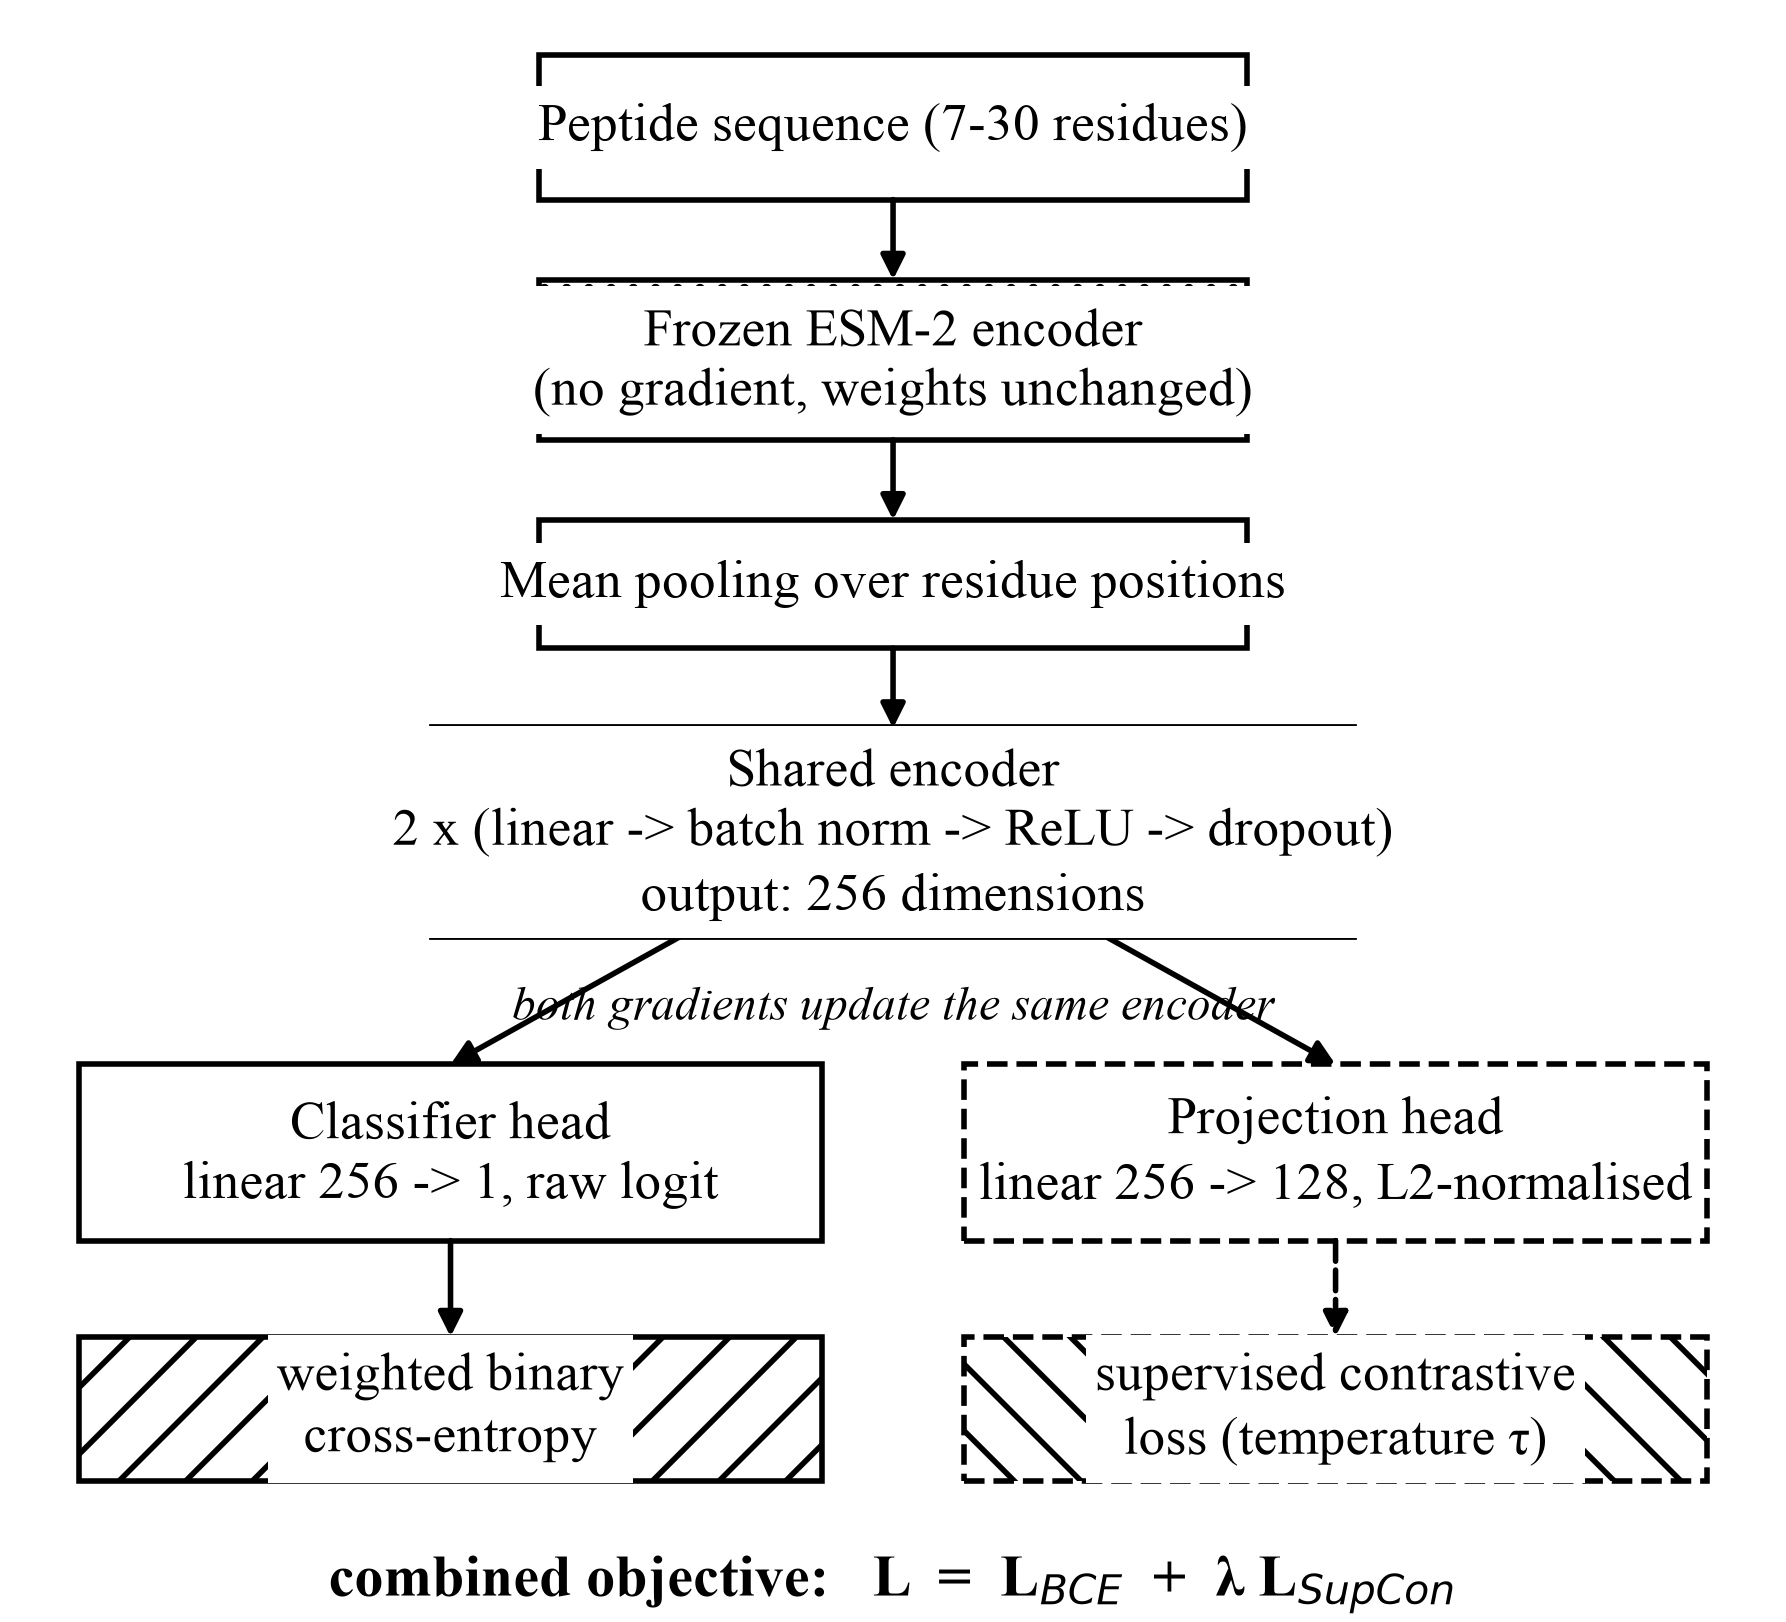 Peptide sequence (7-30 residues)
Frozen ESM-2 encoder
(no gradient, weights unchanged)
Mean pooling over residue positions
Shared encoder
2 x (linear -> batch norm -> ReLU -> dropout)
output: 256 dimensions
both gradients update the same encoder
Classifier head
linear 256 -> 1, raw logit
Projection head
linear 256 -> 128, L2-normalised
weighted binary
cross-entropy
supervised contrastive
loss (temperature τ)
combined objective: L = L_BCE + λ L_SupCon